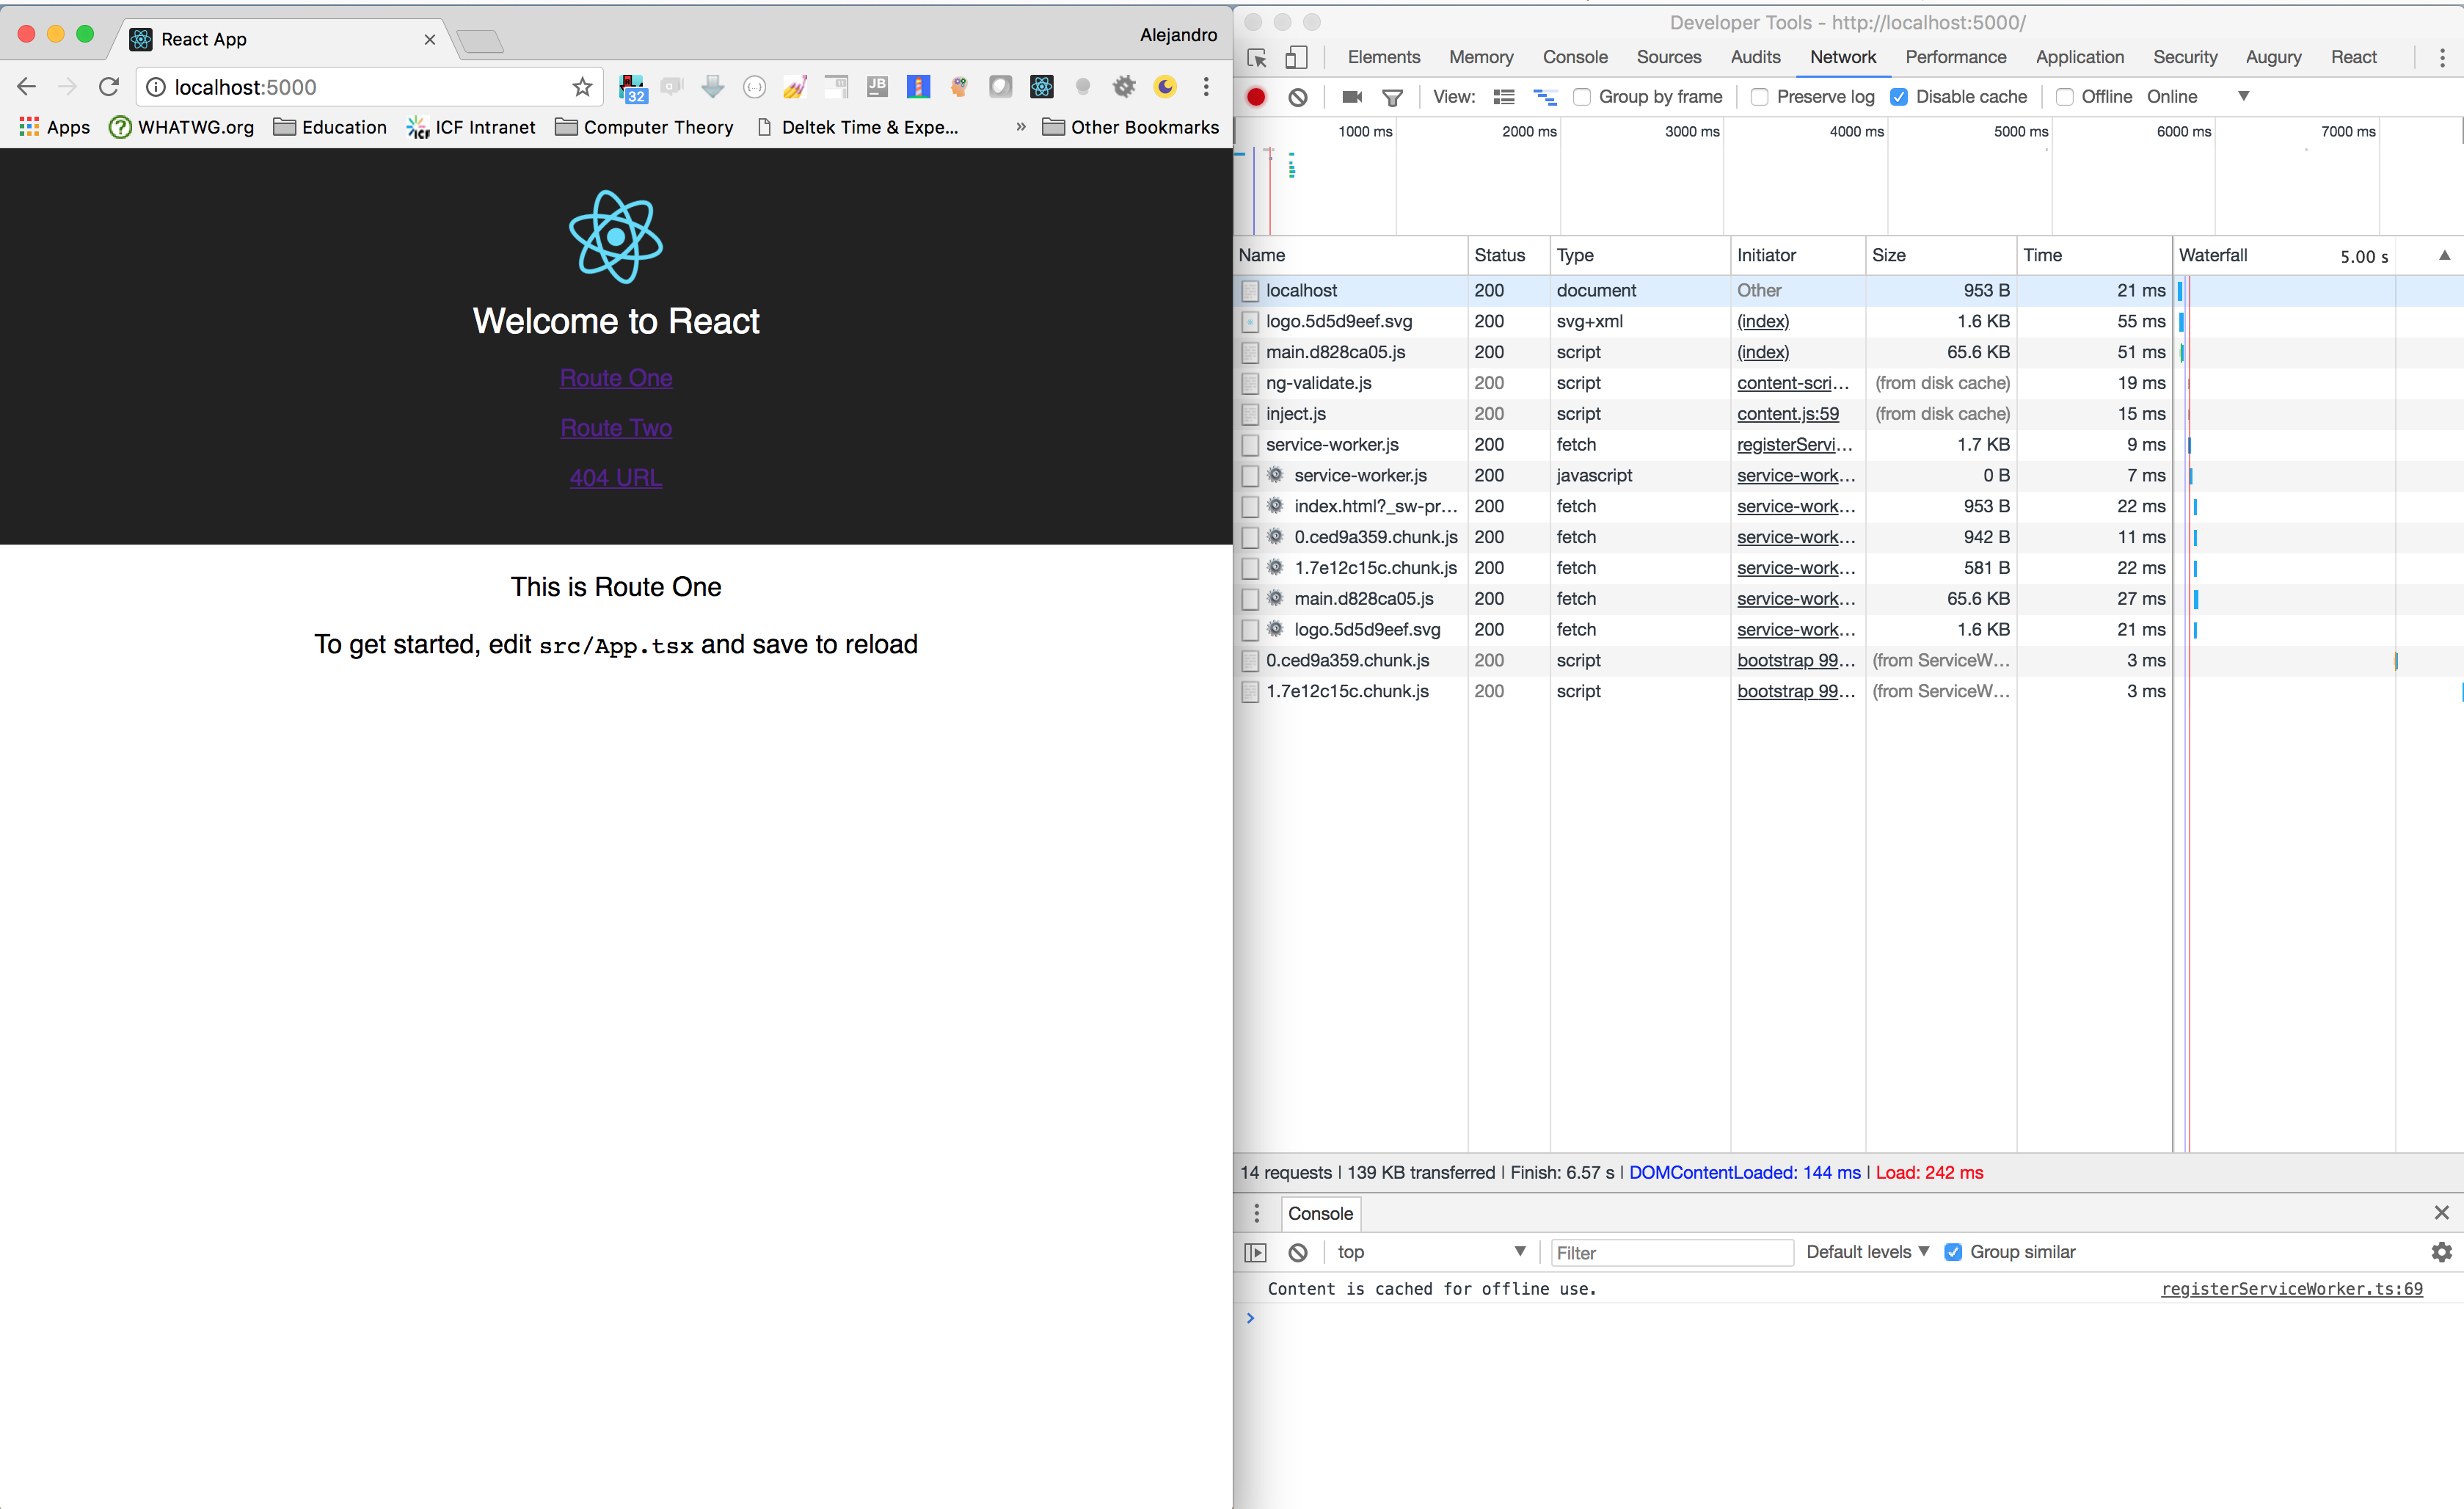 React App
Alejandro
localhost:5000
32
JB
Apps
WHATWG.org
Education
ICF Intranet
Computer Theory
Deltek Time & Expe...
»
Other Bookmarks
Welcome to React
Route One
Route Two
404 URL
This is Route One
To get started, edit src/App.tsx and save to reload
Developer Tools - http://localhost:5000/
Elements Memory Console Sources Audits Network Performance Application Security Augury React
View: Group by frame Preserve log Disable cache Offline Online
1000 ms 2000 ms 3000 ms 4000 ms 5000 ms 6000 ms 7000 ms
Name Status Type Initiator Size Time Waterfall 5.00 s
localhost 200 document Other 953 B 21 ms
logo.5d5d9eef.svg 200 svg+xml (index) 1.6 KB 55 ms
main.d828ca05.js 200 script (index) 65.6 KB 51 ms
ng-validate.js 200 script content-scri... (from disk cache) 19 ms
inject.js 200 script content.js:59 (from disk cache) 15 ms
service-worker.js 200 fetch registerServi... 1.7 KB 9 ms
service-worker.js 200 javascript service-work... 0 B 7 ms
index.html?_sw-pr... 200 fetch service-work... 953 B 22 ms
0.ced9a359.chunk.js 200 fetch service-work... 942 B 11 ms
1.7e12c15c.chunk.js 200 fetch service-work... 581 B 22 ms
main.d828ca05.js 200 fetch service-work... 65.6 KB 27 ms
logo.5d5d9eef.svg 200 fetch service-work... 1.6 KB 21 ms
0.ced9a359.chunk.js 200 script bootstrap 99... (from ServiceW... 3 ms
1.7e12c15c.chunk.js 200 script bootstrap 99... (from ServiceW... 3 ms
14 requests | 139 KB transferred | Finish: 6.57 s | DOMContentLoaded: 144 ms | Load: 242 ms
Console
top Filter Default levels Group similar
Content is cached for offline use. registerServiceWorker.ts:69